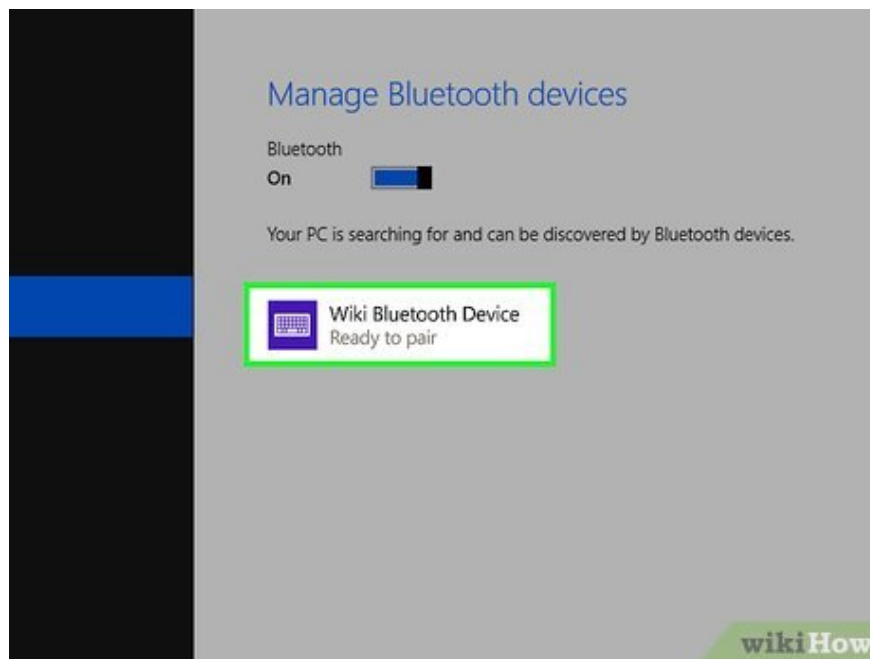 Manage Bluetooth devices
Bluetooth
On
Your PC is searching for and can be discovered by Bluetooth devices.
Wiki Bluetooth Device
Ready to pair
wikiHow